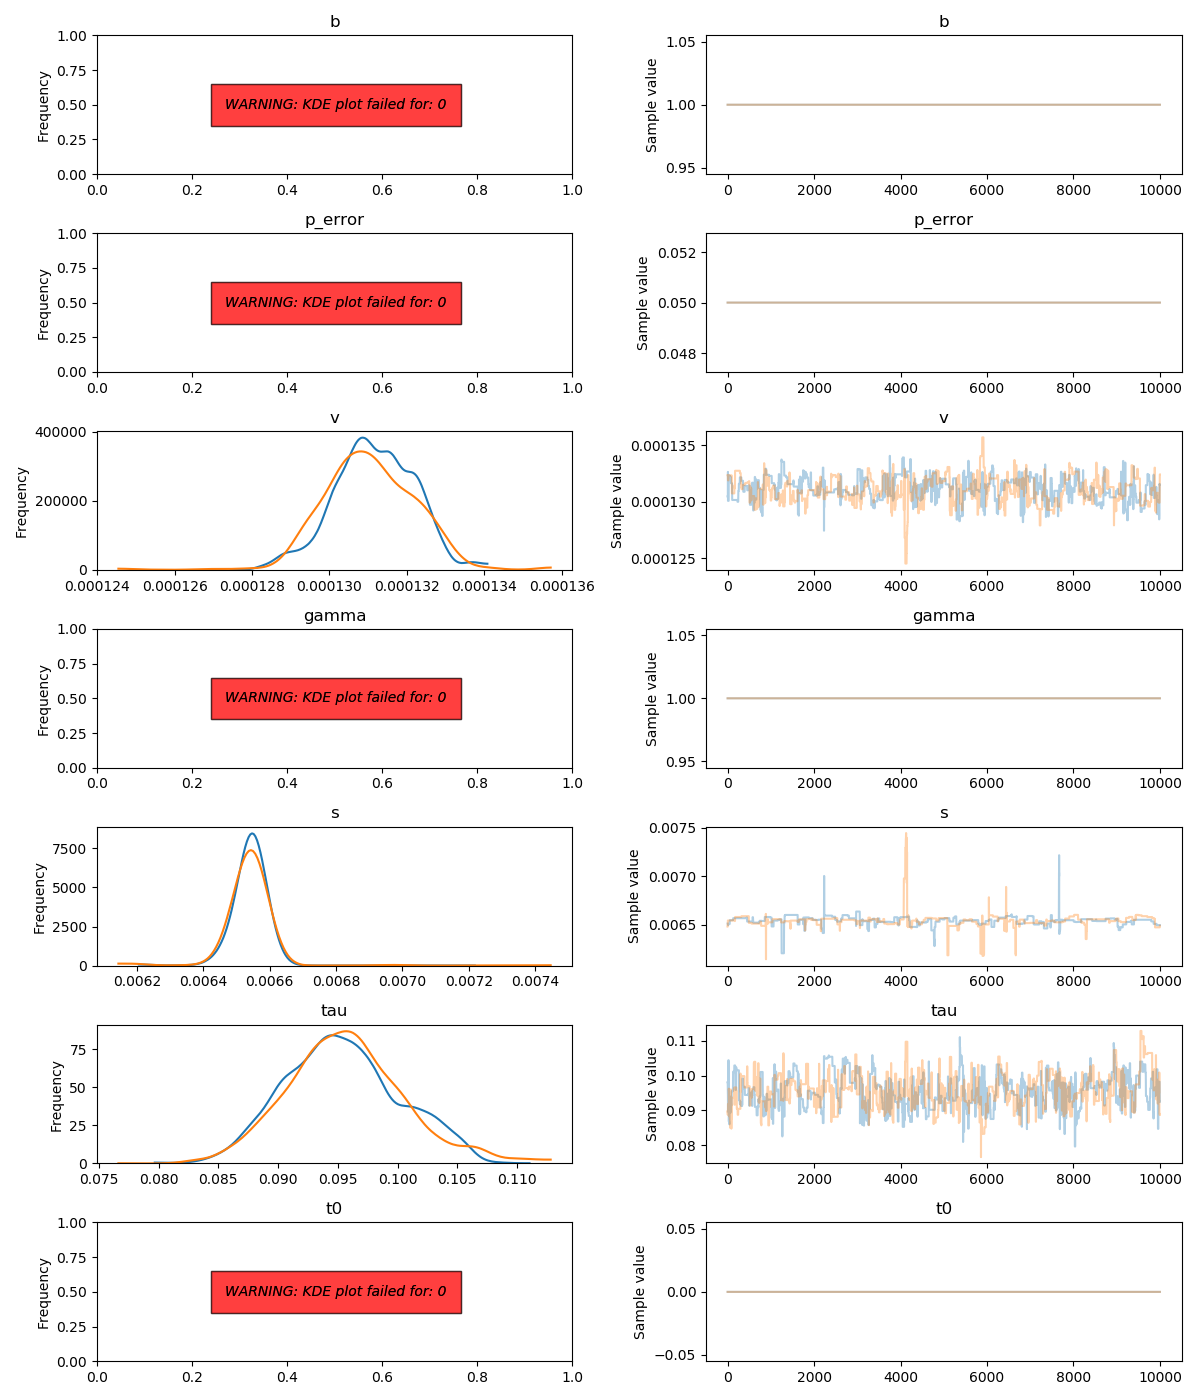 b
Frequency
1.00
0.75
0.50
0.25
0.00
WARNING: KDE plot failed for: 0
0.0 0.2 0.4 0.6 0.8 1.0
b
Sample value
1.05
1.00
0.95
0 2000 4000 6000 8000 10000
p_error
Frequency
1.00
0.75
0.50
0.25
0.00
WARNING: KDE plot failed for: 0
0.0 0.2 0.4 0.6 0.8 1.0
p_error
Sample value
0.052
0.050
0.048
0 2000 4000 6000 8000 10000
v
Frequency
400000
200000
0
0.000124 0.000126 0.000128 0.000130 0.000132 0.000134 0.000136
v
Sample value
0.000135
0.000130
0.000125
0 2000 4000 6000 8000 10000
gamma
Frequency
1.00
0.75
0.50
0.25
0.00
WARNING: KDE plot failed for: 0
0.0 0.2 0.4 0.6 0.8 1.0
gamma
Sample value
1.05
1.00
0.95
0 2000 4000 6000 8000 10000
s
Frequency
7500
5000
2500
0
0.0062 0.0064 0.0066 0.0068 0.0070 0.0072 0.0074
s
Sample value
0.0075
0.0070
0.0065
0 2000 4000 6000 8000 10000
tau
Frequency
75
50
25
0
0.075 0.080 0.085 0.090 0.095 0.100 0.105 0.110
tau
Sample value
0.11
0.10
0.09
0.08
0 2000 4000 6000 8000 10000
t0
Frequency
1.00
0.75
0.50
0.25
0.00
WARNING: KDE plot failed for: 0
0.0 0.2 0.4 0.6 0.8 1.0
t0
Sample value
0.05
0.00
−0.05
0 2000 4000 6000 8000 10000